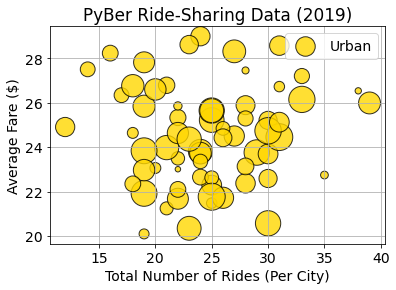 PyBer Ride-Sharing Data (2019)
Urban
Average Fare ($)
28
26
24
22
20
15 20 25 30 35 40
Total Number of Rides (Per City)